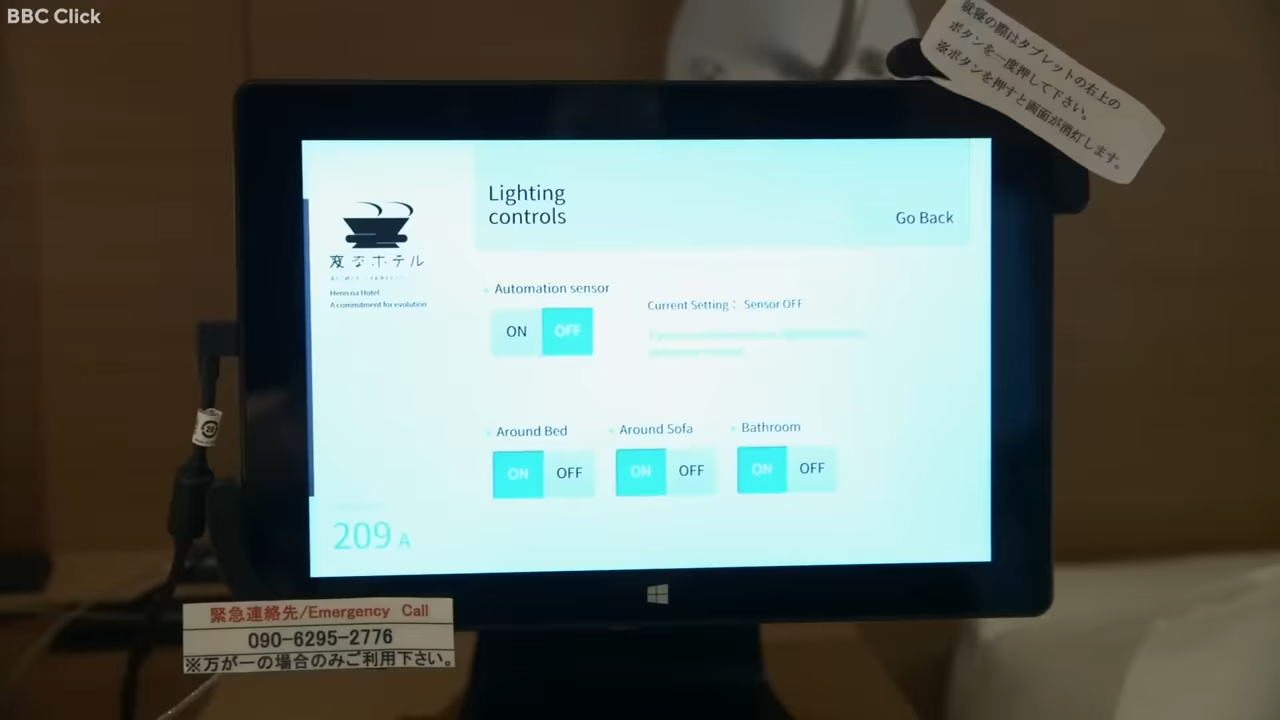 BBC Click
就寝の際はタブレットの右上の
ボタンを一度押して下さい。
※ボタンを押すと画面が消灯します。
Lighting
controls
Go Back
変なホテル
Henn na Hotel
A commitment for evolution
Automation sensor
ON OFF
Current Setting : Sensor OFF
Around Bed
Around Sofa
Bathroom
ON OFF
ON OFF
ON OFF
209 A
緊急連絡先/Emergency Call
090-6295-2776
※万が一の場合のみご利用下さい。